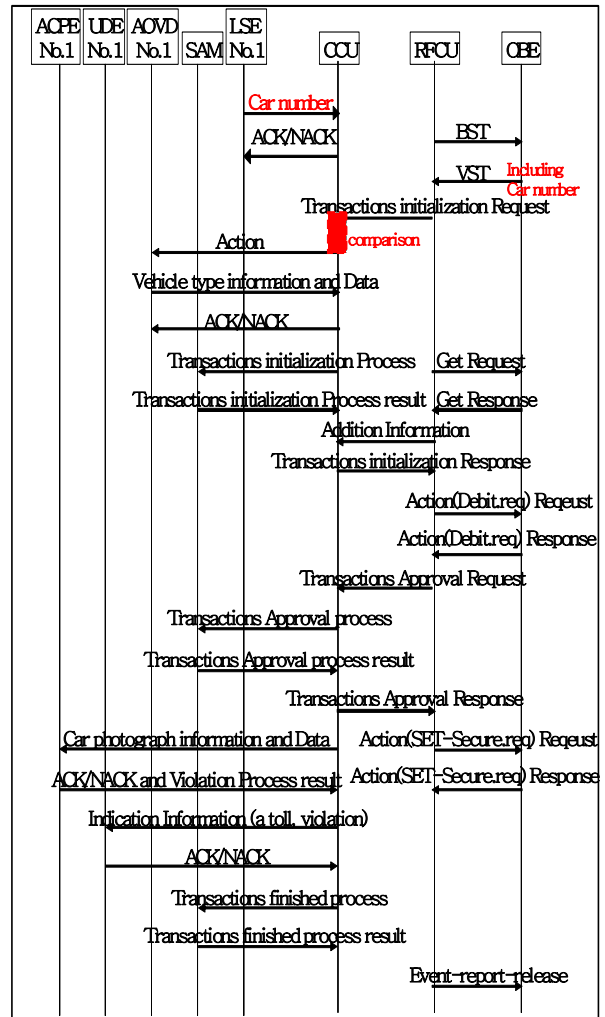 ACPE UDE AOVD LSE
No.1 No.1 No.1 SAM No.1 CCU RFCU OBE
Car number
ACK/NACK BST
VST Including
Car number
Transactions initialization Request
comparison
Action
Vehicle type information and Data
ACK/NACK
Transactions initialization Process Get Request
Transactions initialization Process result Get Response
Addition Information
Transactions initialization Response
Action(Debit.req) Reqeust
Action(Debit.req) Response
Transactions Approval Request
Transactions Approval process
Transactions Approval process result
Transactions Approval Response
Car photograph information and Data Action(SET-Secure.req) Reqeust
ACK/NACK and Violation Process result Action(SET-Secure.req) Response
Indication Information (a toll, violation)
ACK/NACK
Transactions finished process
Transactions finished process result
Event-report-release